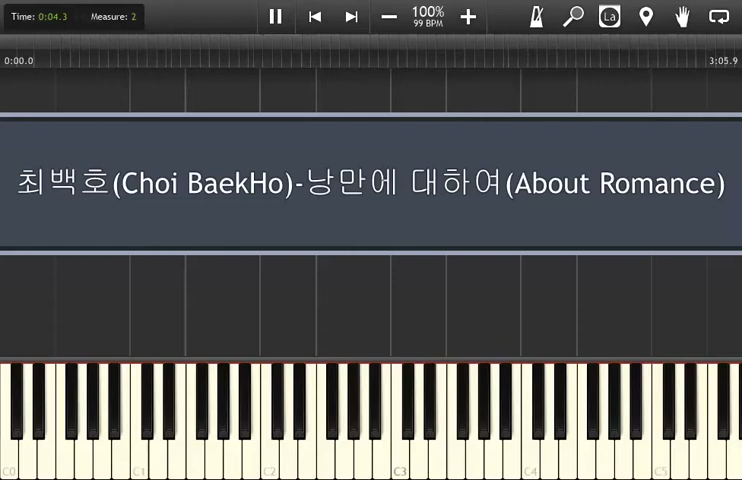 Time: 0:04.3 Measure: 2
100%
99 BPM
La
0:00.0 3:05.9
최백호(Choi BaekHo)-낭만에 대하여(About Romance)
C0 C1 C2 C3 C4 C5